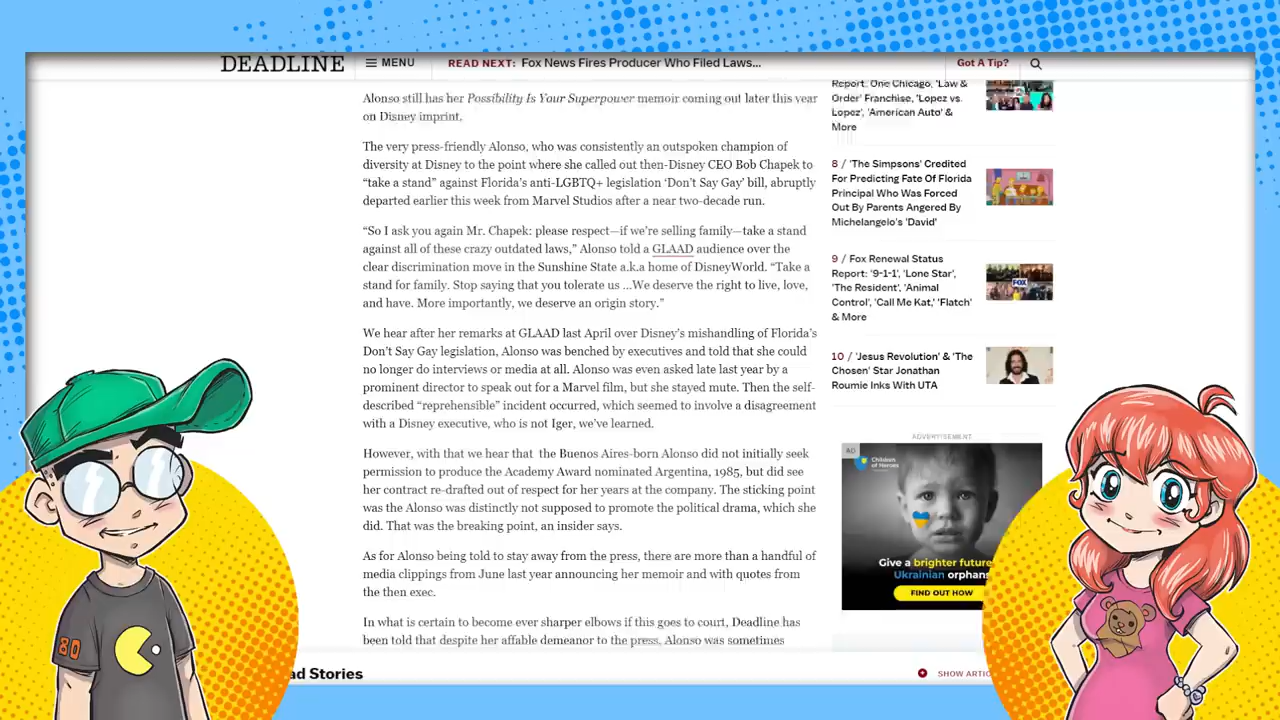 DEADLINE
MENU
READ NEXT: Fox News Fires Producer Who Filed Laws...
Got A Tip?
Alonso still has her Possibility Is Your Superpower memoir coming out later this year
on Disney imprint.
The very press-friendly Alonso, who was consistently an outspoken champion of
diversity at Disney to the point where she called out then-Disney CEO Bob Chapek to
“take a stand” against Florida’s anti-LGBTQ+ legislation ‘Don’t Say Gay’ bill, abruptly
departed earlier this week from Marvel Studios after a near two-decade run.
“So I ask you again Mr. Chapek: please respect—if we’re selling family—take a stand
against all of these crazy outdated laws,” Alonso told a GLAAD audience over the
clear discrimination move in the Sunshine State a.k.a home of DisneyWorld. “Take a
stand for family. Stop saying that you tolerate us ...We deserve the right to live, love,
and have. More importantly, we deserve an origin story.”
We hear after her remarks at GLAAD last April over Disney’s mishandling of Florida’s
Don’t Say Gay legislation, Alonso was benched by executives and told that she could
no longer do interviews or media at all. Alonso was even asked late last year by a
prominent director to speak out for a Marvel film, but she stayed mute. Then the self-
described “reprehensible” incident occurred, which seemed to involve a disagreement
with a Disney executive, who is not Iger, we’ve learned.
However, with that we hear that the Buenos Aires-born Alonso did not initially seek
permission to produce the Academy Award nominated Argentina, 1985, but did see
her contract re-drafted out of respect for her years at the company. The sticking point
was the Alonso was distinctly not supposed to promote the political drama, which she
did. That was the breaking point, an insider says.
As for Alonso being told to stay away from the press, there are more than a handful of
media clippings from June last year announcing her memoir and with quotes from
the then exec.
In what is certain to become ever sharper elbows if this goes to court, Deadline has
been told that despite her affable demeanor to the press, Alonso was sometimes
Report: One Chicago, 'Law &
Order' Franchise, 'Lopez vs.
Lopez', 'American Auto' &
More
8 / 'The Simpsons' Credited
For Predicting Fate Of Florida
Principal Who Was Forced
Out By Parents Angered By
Michelangelo's 'David'
9 / Fox Renewal Status
Report: '9-1-1', 'Lone Star',
'The Resident', 'Animal
Control', 'Call Me Kat,' 'Flatch'
& More
FOX
10 / 'Jesus Revolution' & 'The
Chosen' Star Jonathan
Roumie Inks With UTA
ADVERTISEMENT
AD
Children
of Heroes
Give a brighter future
Ukrainian orphans
FIND OUT HOW
ad Stories
SHOW ARTIC
80